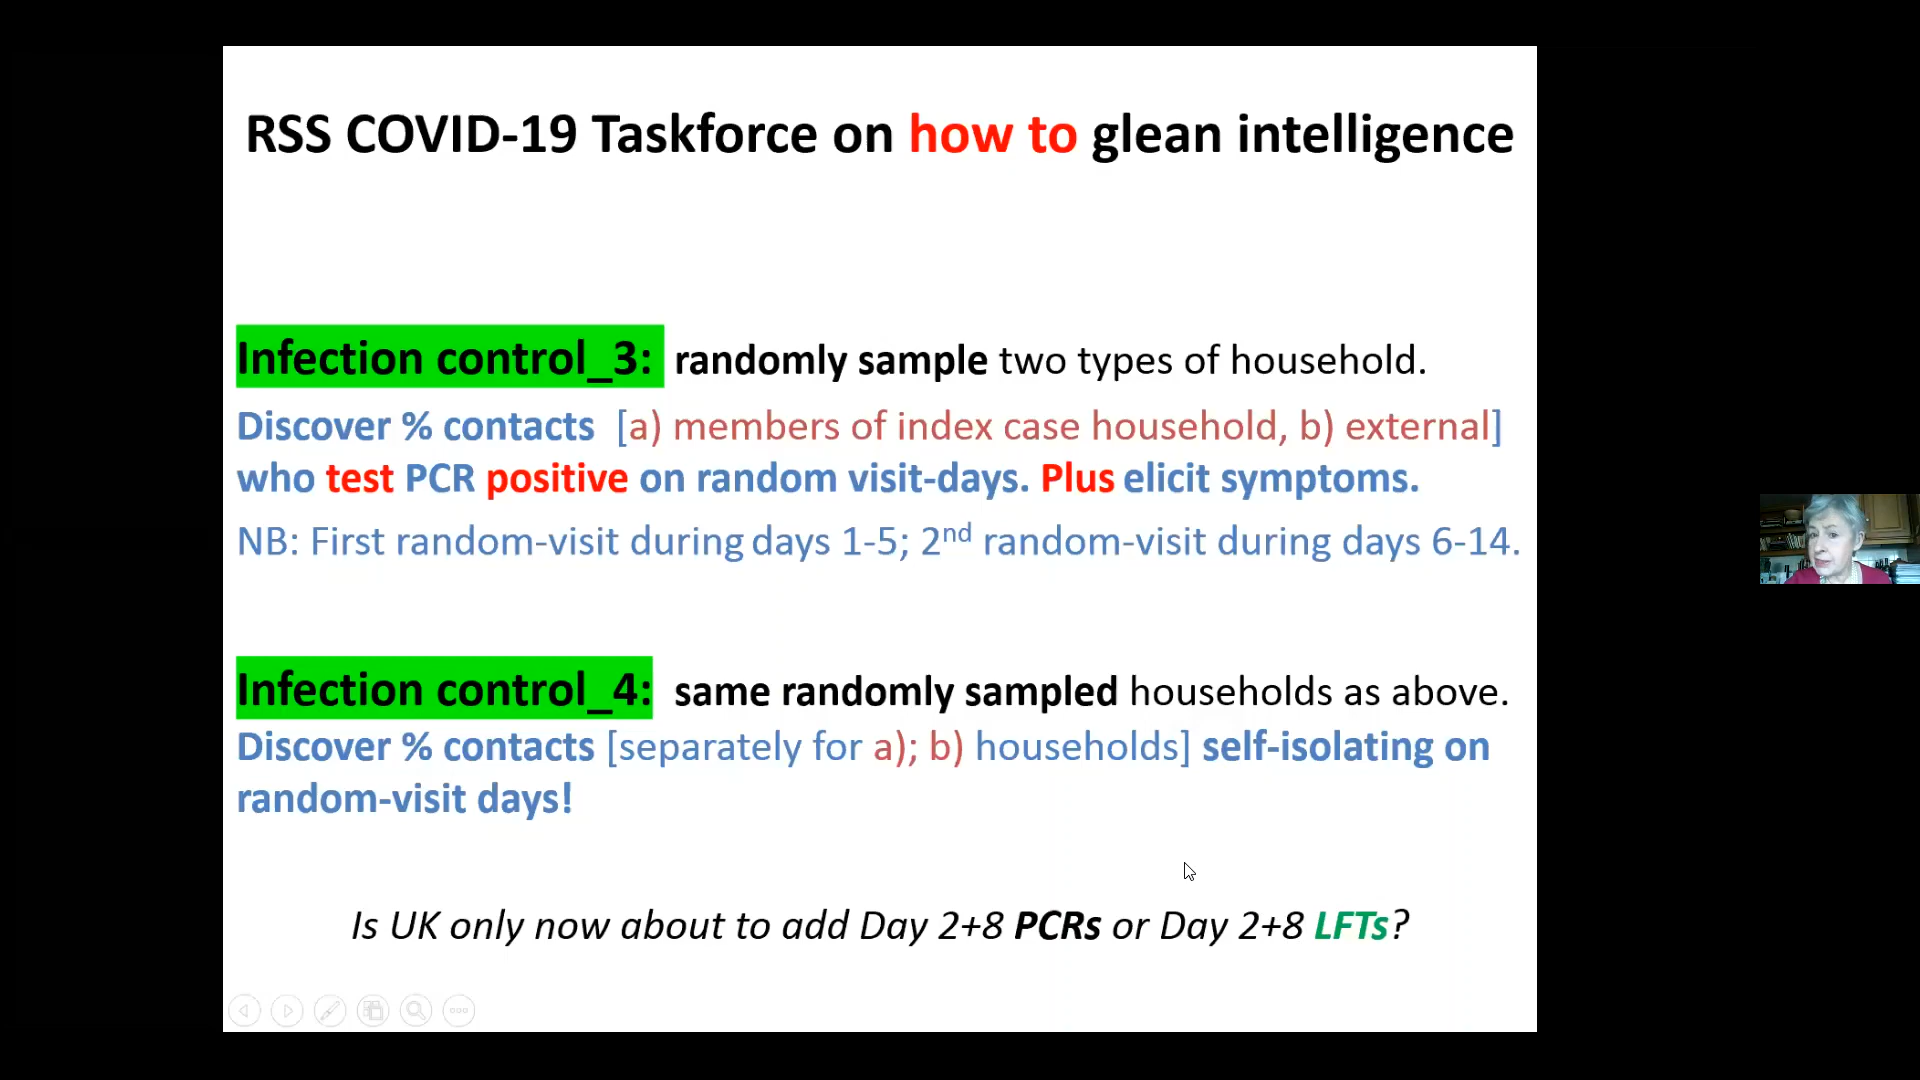 RSS COVID-19 Taskforce on how to glean intelligence
Infection control_3: randomly sample two types of household.
Discover % contacts [a) members of index case household, b) external]
who test PCR positive on random visit-days. Plus elicit symptoms.
NB: First random-visit during days 1-5; 2nd random-visit during days 6-14.
Infection control_4: same randomly sampled households as above.
Discover % contacts [separately for a); b) households] self-isolating on
random-visit days!
Is UK only now about to add Day 2+8 PCRs or Day 2+8 LFTs?